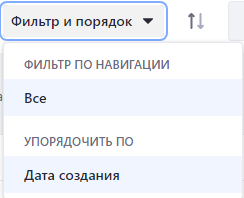 Фильтр и порядок
ФИЛЬТР ПО НАВИГАЦИИ
Все
УПОРЯДОЧИТЬ ПО
Дата создания